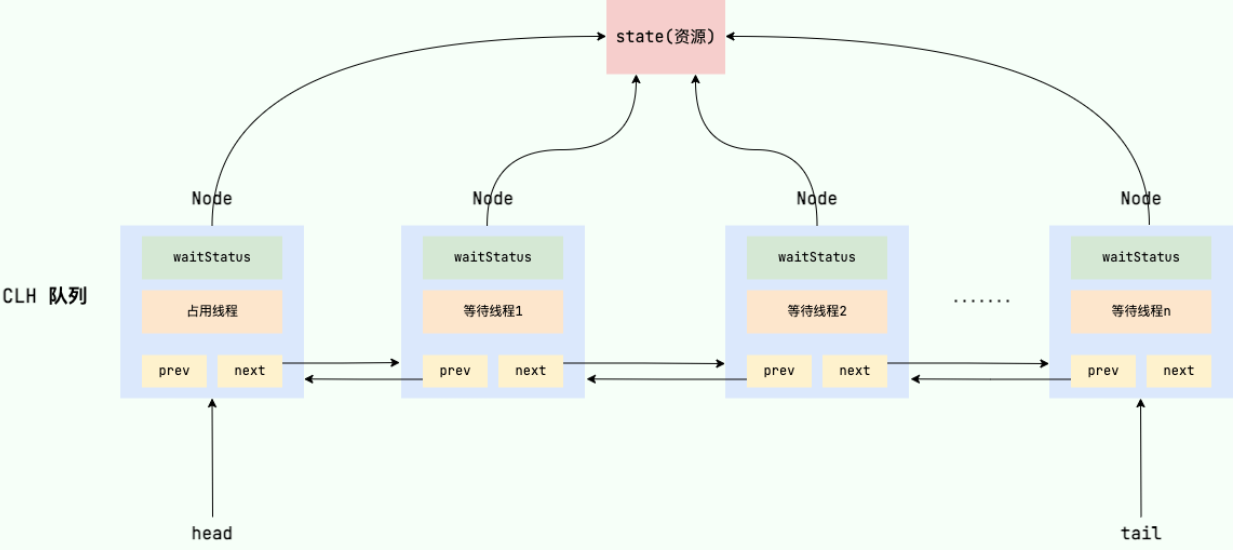 state(资源)
Node
Node
Node
Node
waitStatus
waitStatus
waitStatus
waitStatus
CLH 队列
占用线程
等待线程1
等待线程2
.......
等待线程n
prev
next
prev
next
prev
next
prev
next
head
tail